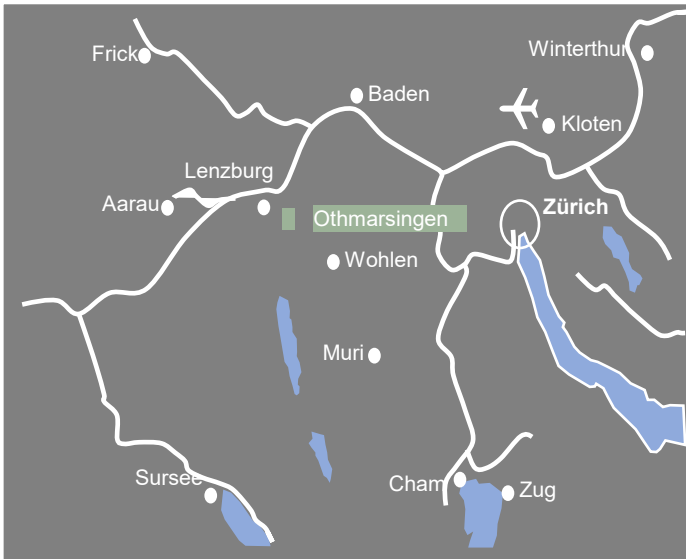 Frick
Winterthur
Baden
Kloten
Lenzburg
Aarau
Othmarsingen
Zürich
Wohlen
Muri
Sursee
Cham
Zug